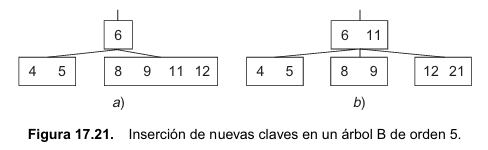 6 6 11
4 5 8 9 11 12 4 5 8 9 12 21
a) b)
Figura 17.21. Inserción de nuevas claves en un árbol B de orden 5.